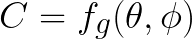 C = f_g(θ, ϕ)